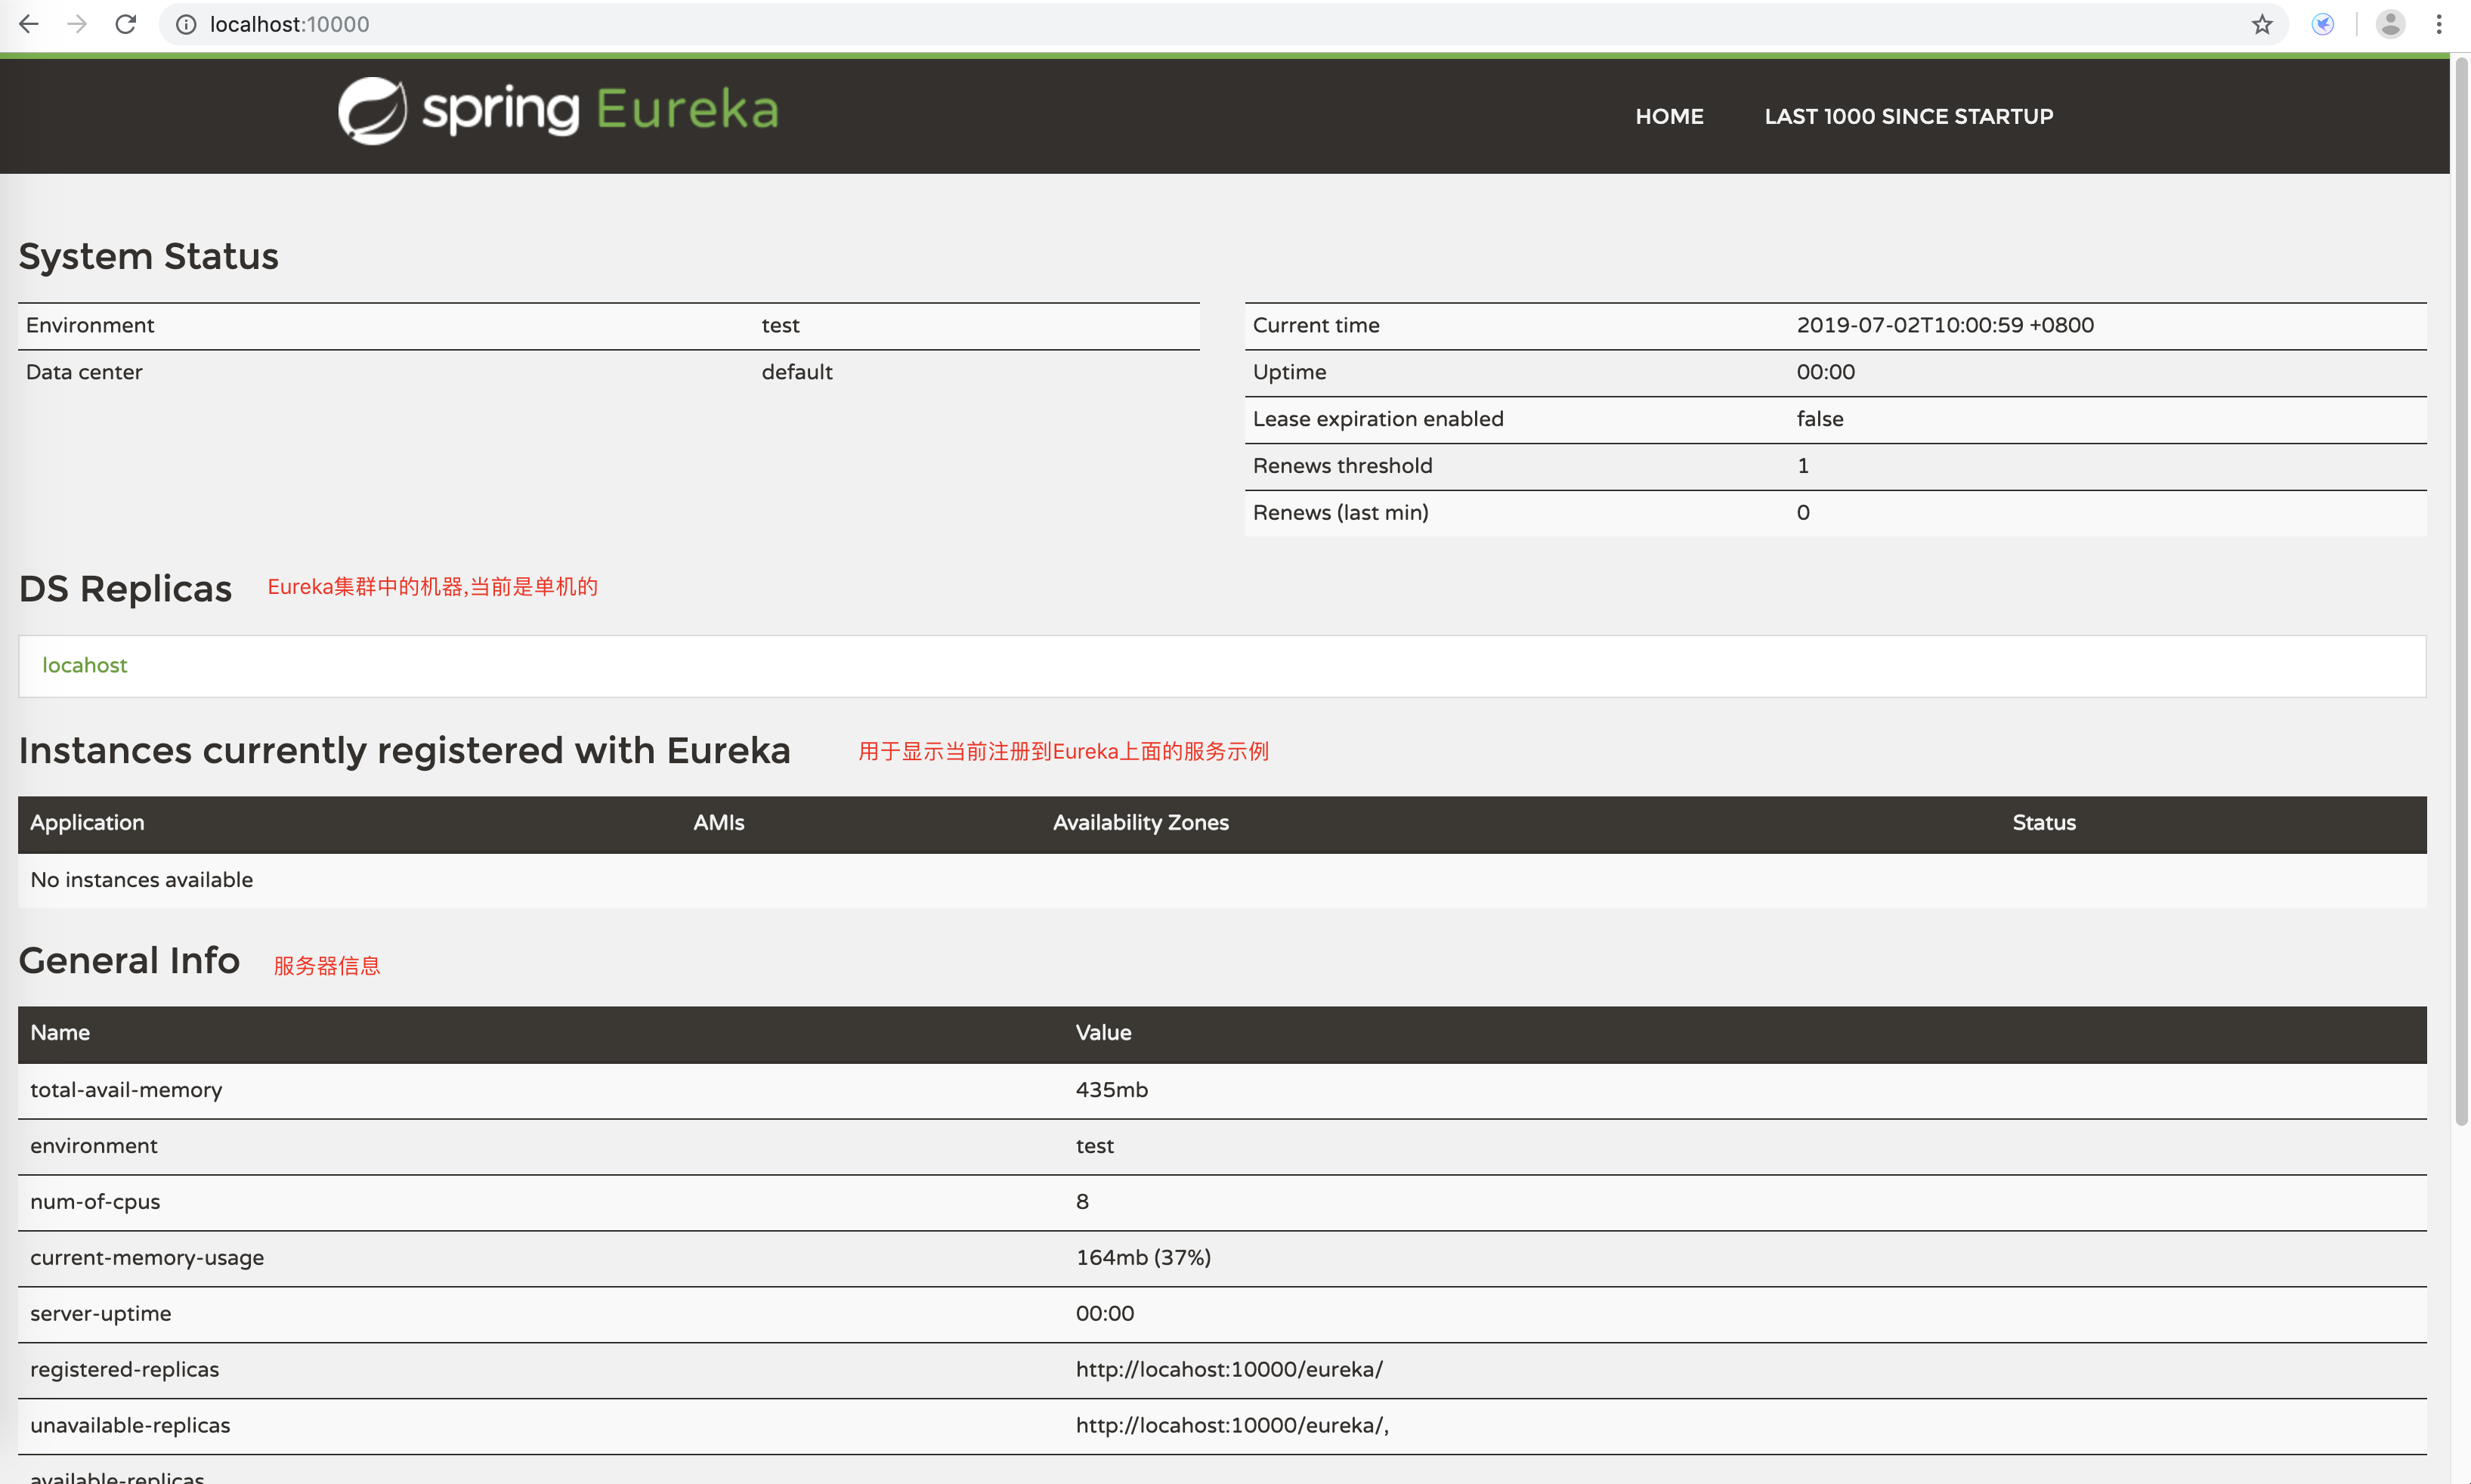 localhost:10000
spring Eureka
HOME LAST 1000 SINCE STARTUP
System Status
Environment test
Data center default
Current time 2019-07-02T10:00:59 +0800
Uptime 00:00
Lease expiration enabled false
Renews threshold 1
Renews (last min) 0
DS Replicas Eureka集群中的机器,当前是单机的
locahost
Instances currently registered with Eureka 用于显示当前注册到Eureka上面的服务示例
Application AMIs Availability Zones Status
No instances available
General Info 服务器信息
Name Value
total-avail-memory 435mb
environment test
num-of-cpus 8
current-memory-usage 164mb (37%)
server-uptime 00:00
registered-replicas http://locahost:10000/eureka/
unavailable-replicas http://locahost:10000/eureka/,
available-replicas